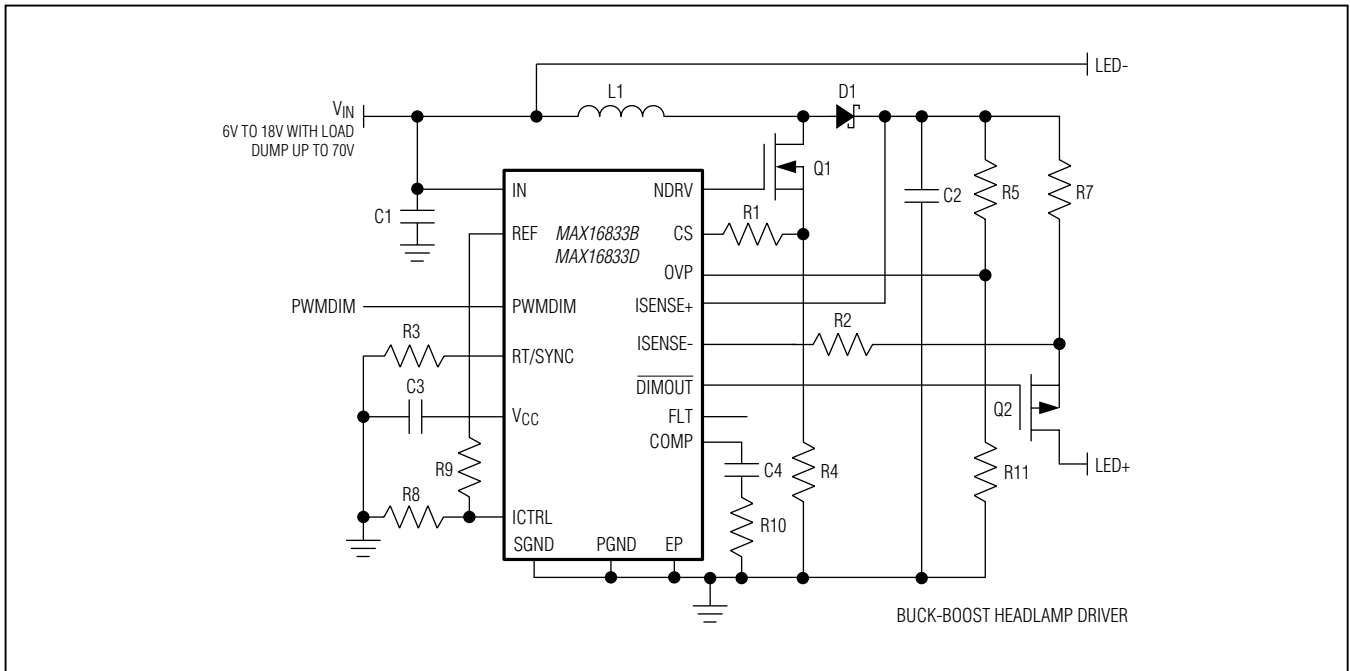 LED-
L1
D1
VIN
6V TO 18V WITH LOAD
DUMP UP TO 70V
Q1
IN
NDRV
C1
C2
R5
R7
R1
REF
MAX16833B
MAX16833D
CS
OVP
PWMDIM
PWMDIM
ISENSE+
R2
R3
RT/SYNC
ISENSE-
C3
DIMOUT
Q2
VCC
FLT
COMP
R9
C4
R4
R11
LED+
R8
ICTRL
R10
SGND
PGND
EP
BUCK-BOOST HEADLAMP DRIVER